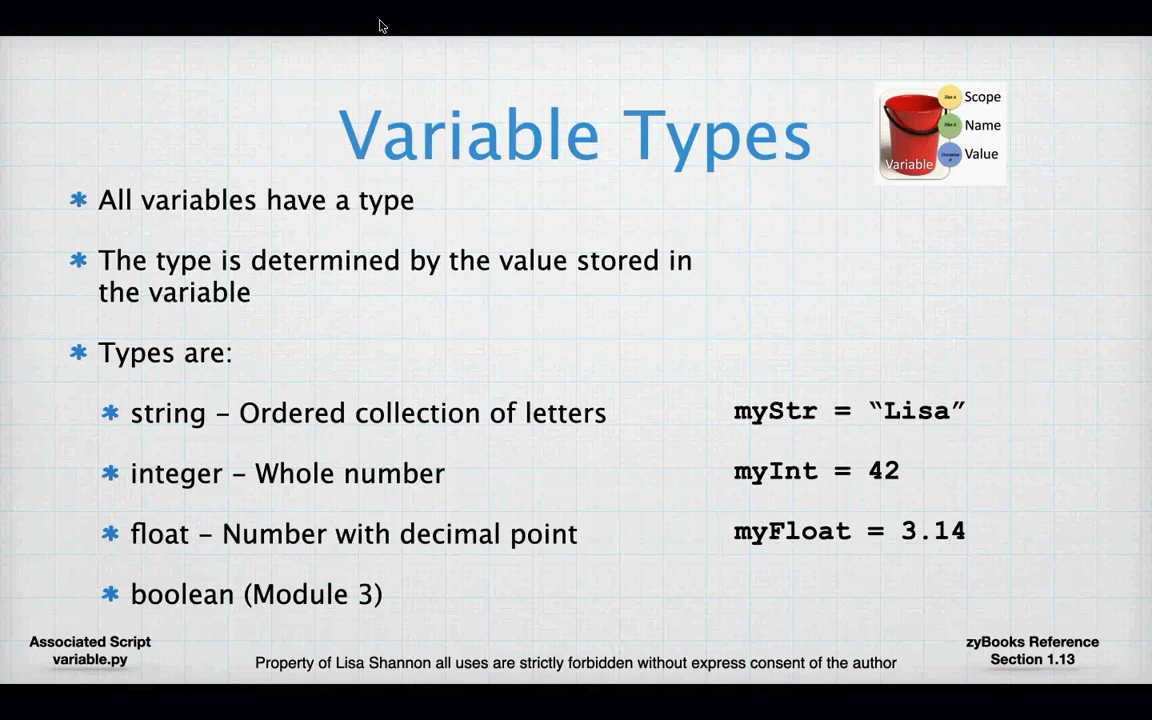 Variable Types
Scope
Name
Value
Variable
✱ All variables have a type
✱ The type is determined by the value stored in
the variable
✱ Types are:
✱ string – Ordered collection of letters
myStr = “Lisa”
✱ integer – Whole number
myInt = 42
✱ float – Number with decimal point
myFloat = 3.14
✱ boolean (Module 3)
Associated Script
variable.py
Property of Lisa Shannon all uses are strictly forbidden without express consent of the author
zyBooks Reference
Section 1.13